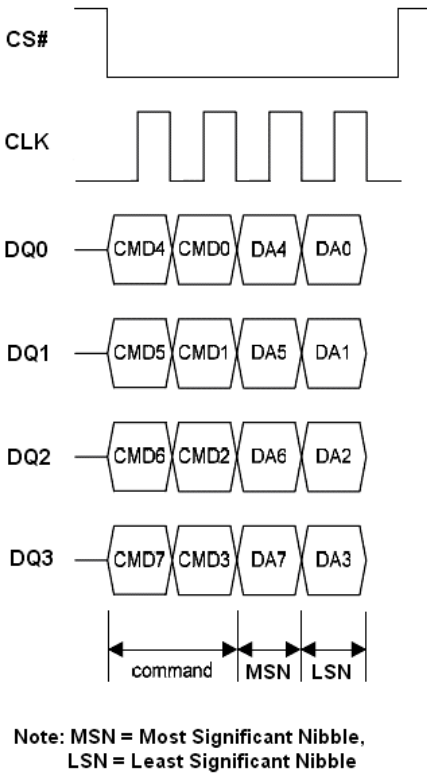 CS#
CLK
DQ0 CMD4 CMD0 DA4 DA0
DQ1 CMD5 CMD1 DA5 DA1
DQ2 CMD6 CMD2 DA6 DA2
DQ3 CMD7 CMD3 DA7 DA3
command MSN LSN
Note: MSN = Most Significant Nibble,
LSN = Least Significant Nibble